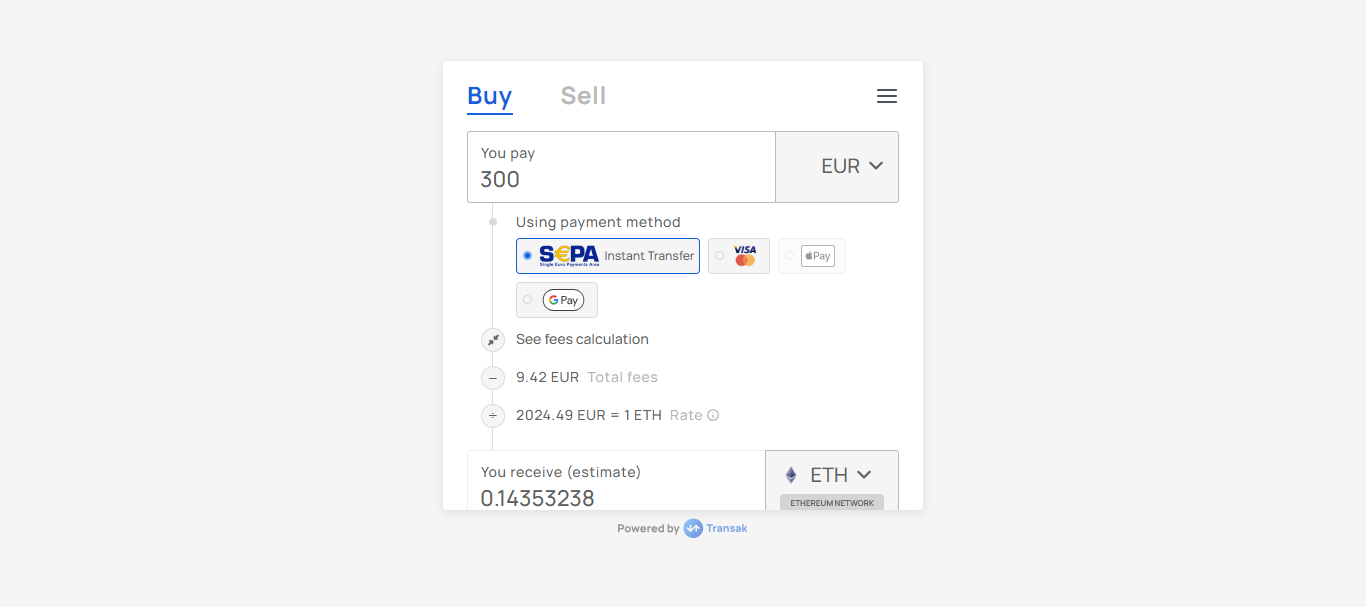 Buy Sell
You pay
300
EUR
Using payment method
S€PA Instant Transfer
Single Euro Payments Area
VISA
Pay
G Pay
See fees calculation
9.42 EUR Total fees
2024.49 EUR = 1 ETH Rate
You receive (estimate)
0.14353238
ETH
ETHEREUM NETWORK
Powered by Transak